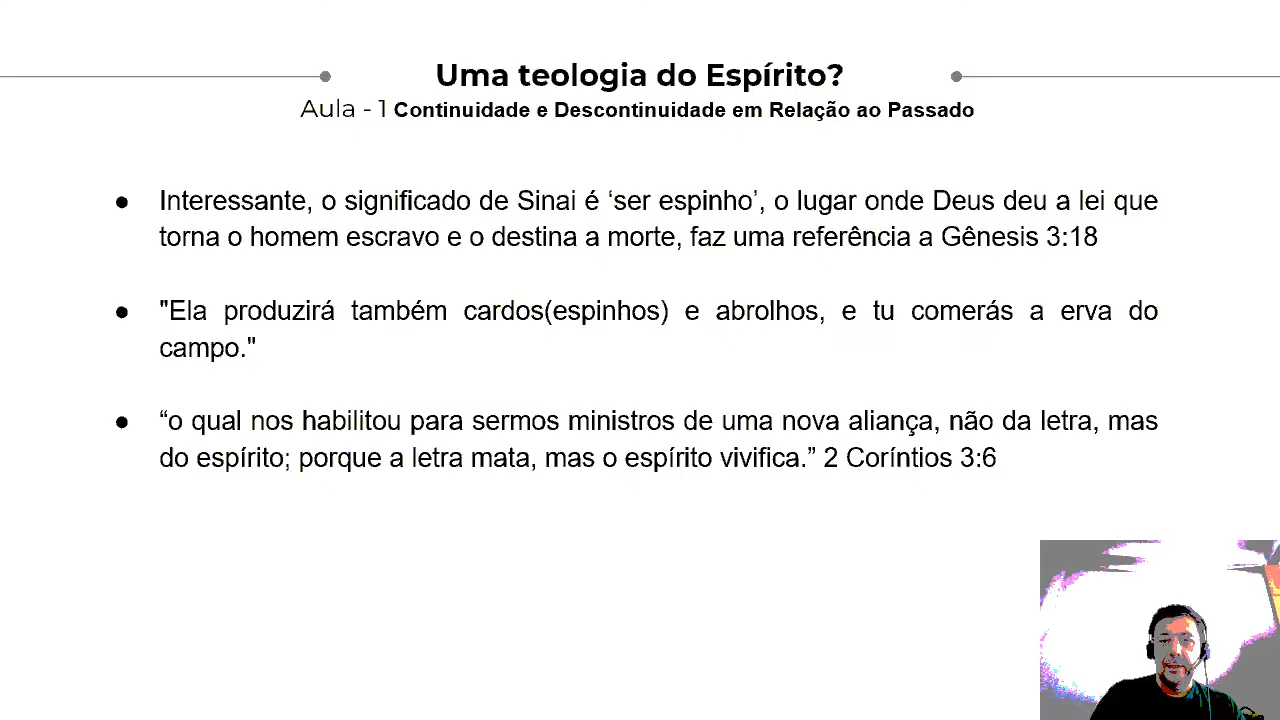 Uma teologia do Espírito?
Aula - 1 Continuidade e Descontinuidade em Relação ao Passado
● Interessante, o significado de Sinai é ‘ser espinho’, o lugar onde Deus deu a lei que
torna o homem escravo e o destina a morte, faz uma referência a Gênesis 3:18
● "Ela produzirá também cardos(espinhos) e abrolhos, e tu comerás a erva do
campo."
● “o qual nos habilitou para sermos ministros de uma nova aliança, não da letra, mas
do espírito; porque a letra mata, mas o espírito vivifica.” 2 Coríntios 3:6